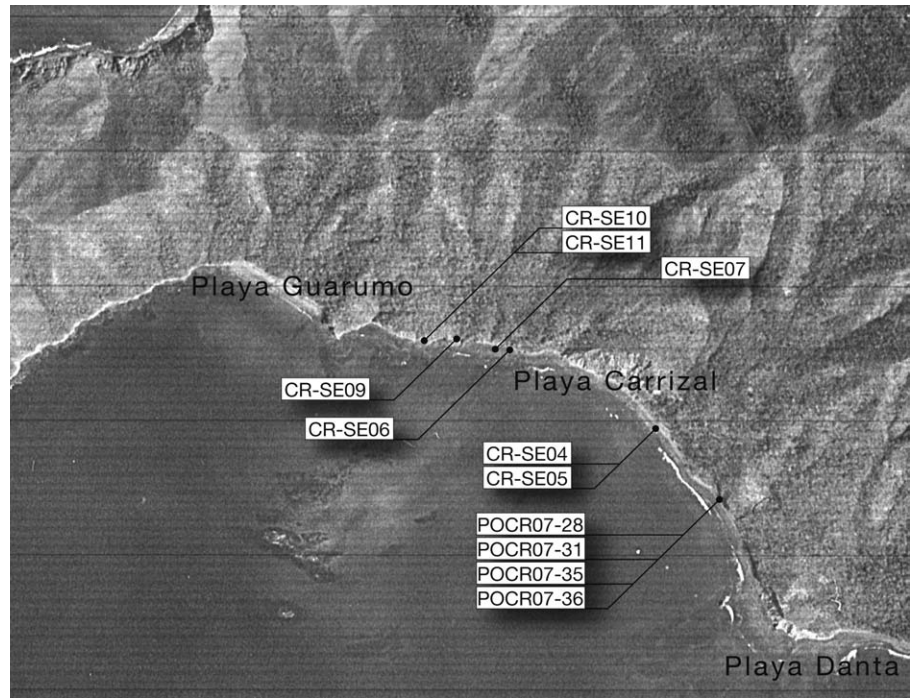 CR-SE10
CR-SE11
CR-SE07
Playa Guarumo
CR-SE09
Playa Carrizal
CR-SE06
CR-SE04
CR-SE05
POCR07-28
POCR07-31
POCR07-35
POCR07-36
Playa Danta